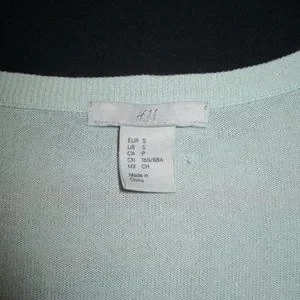 H&M
EUR S
US S
CA P
CN 165/88A
MX CH
Made in
China